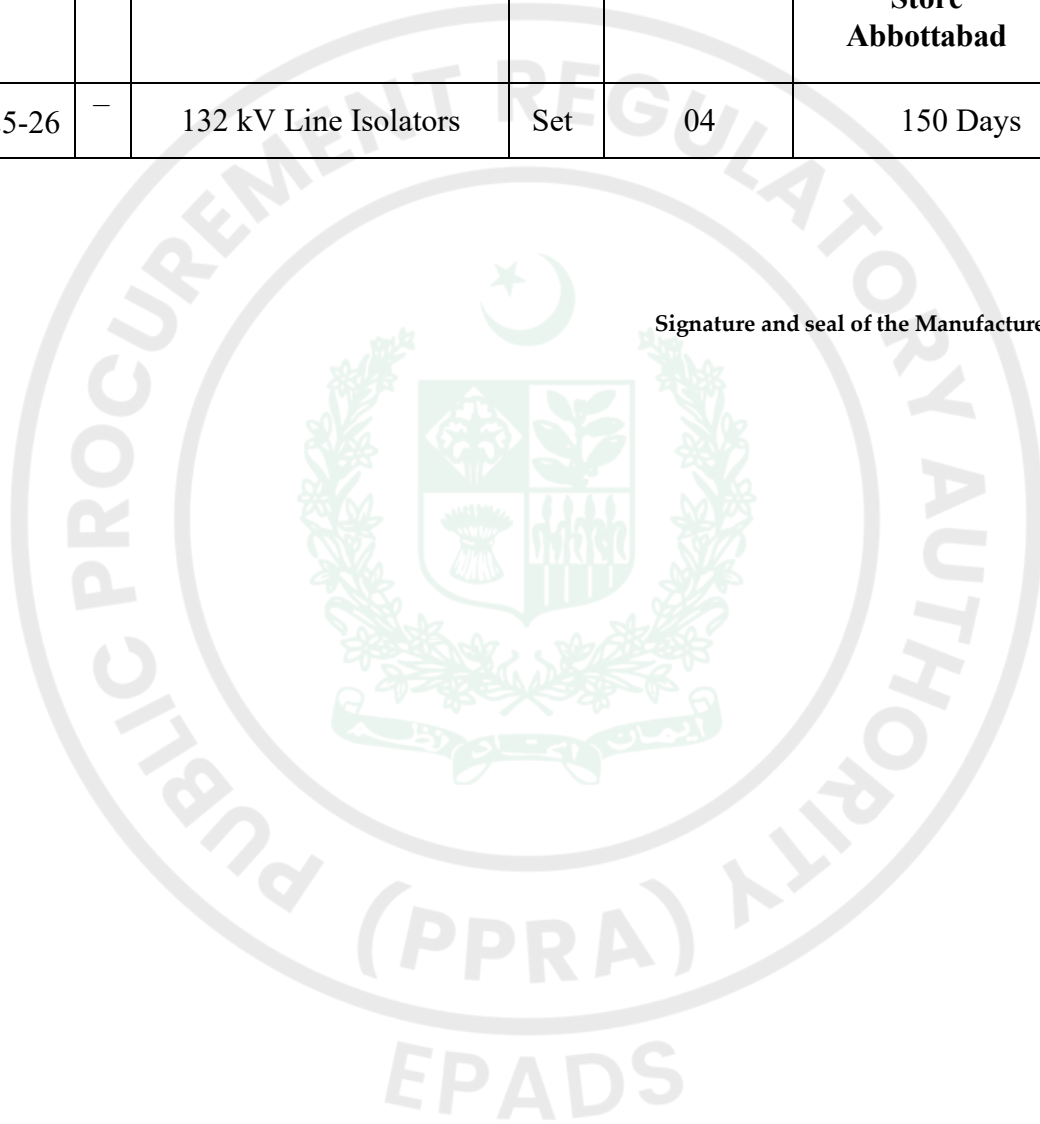 Store
Abbottabad
5-26 – 132 kV Line Isolators Set 04 150 Days
Signature and seal of the Manufacture
PUBLIC PROCUREMENT REGULATORY AUTHORITY
(PPRA)
EPADS